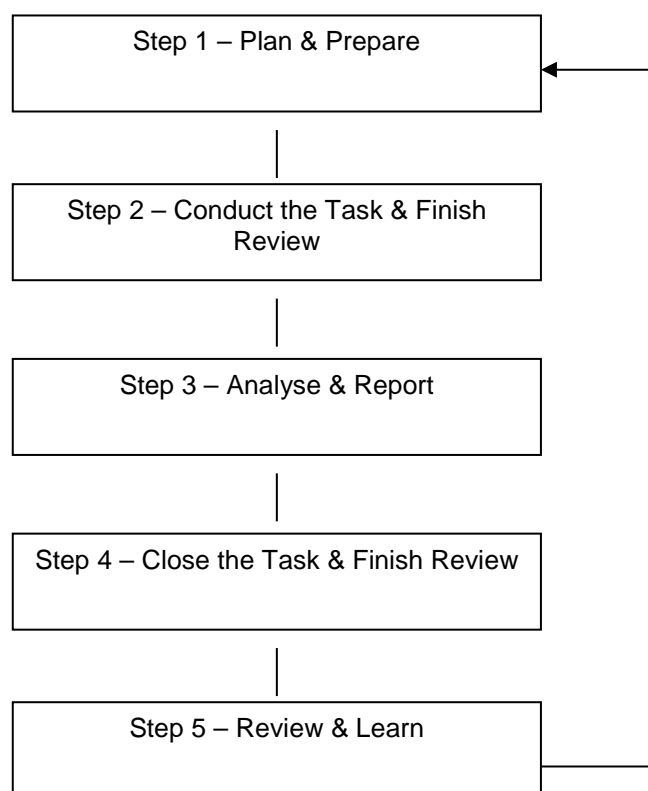 Step 1 – Plan & Prepare
Step 2 – Conduct the Task & Finish
Review
Step 3 – Analyse & Report
Step 4 – Close the Task & Finish Review
Step 5 – Review & Learn